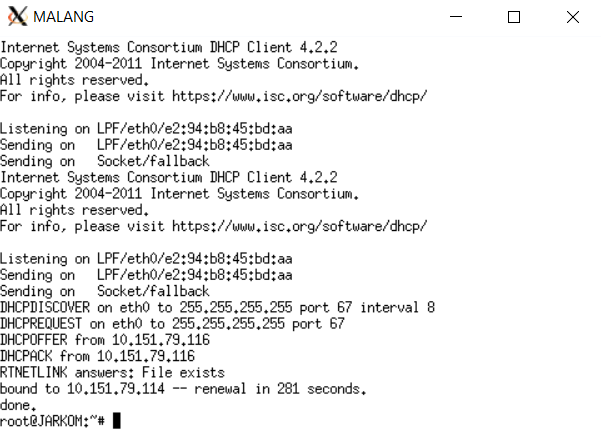 MALANG
Internet Systems Consortium DHCP Client 4.2.2
Copyright 2004-2011 Internet Systems Consortium.
All rights reserved.
For info, please visit https://www.isc.org/software/dhcp/
Listening on LPF/eth0/e2:94:b8:45:bd:aa
Sending on   LPF/eth0/e2:94:b8:45:bd:aa
Sending on   Socket/fallback
Internet Systems Consortium DHCP Client 4.2.2
Copyright 2004-2011 Internet Systems Consortium.
All rights reserved.
For info, please visit https://www.isc.org/software/dhcp/
Listening on LPF/eth0/e2:94:b8:45:bd:aa
Sending on   LPF/eth0/e2:94:b8:45:bd:aa
Sending on   Socket/fallback
DHCPDISCOVER on eth0 to 255.255.255.255 port 67 interval 8
DHCPREQUEST on eth0 to 255.255.255.255 port 67
DHCPOFFER from 10.151.79.116
DHCPACK from 10.151.79.116
RTNETLINK answers: File exists
bound to 10.151.79.114 -- renewal in 281 seconds.
done.
root@JARKOM:~#